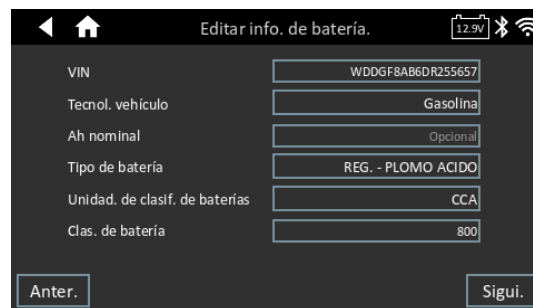 Editar info. de batería.
12.9V
VIN
WDDGF8AB6DR255657
Tecnol. vehículo
Gasolina
Ah nominal
Opcional
Tipo de batería
REG. - PLOMO ACIDO
Unidad. de clasif. de baterías
CCA
Clas. de batería
800
Anter.
Sigui.